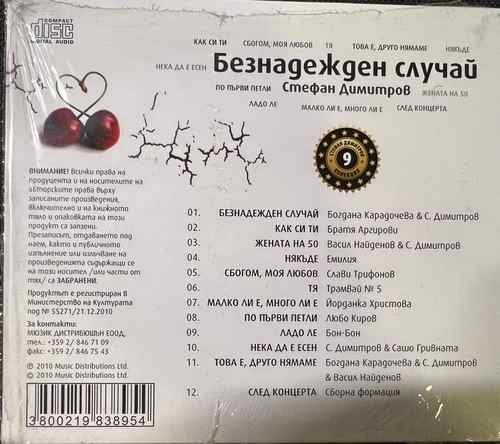 COMPACT
disc
DIGITAL AUDIO
КАК СИ ТИ СБОГОМ, МОЯ ЛЮБОВ ТЯ ТОВА Е, ДРУГО НЯМАМЕ НЯКЪДЕ
НЕКА ДА Е ЕСЕН Безнадежден случай
ПО ПЪРВИ ПЕТЛИ Стефан Димитров ЖЕНАТА НА 50
ЛАДО ЛЕ МАЛКО ЛИ Е, МНОГО ЛИ Е СЛЕД КОНЦЕРТА
СТЕФАН ДИМИТРОВ
9
ВНИМАНИЕ! Всички права на
продуцента и на носителите на
авторските права върху
записаните произведения,
включително и на книжното
тяло и опаковката на този
продукт са запазени.
Презаписът, отдаването под
наем, както и публичното
изпълнение или излъчване на
произведенията съдържащи се
на този носител /или части от
тях/ са ЗАБРАНЕНИ.
Продуктът е регистриран в
Министерство на Културата
под № 55271/21.12.2010
За контакти:
МЮЗИК ДИСТРИБЮШЪН ЕООД,
тел.: +359 2/ 846 71 09
факс: +359 2/ 846 75 43
℗ 2010 Music Distributions Ltd.
© 2010 Music Distributions Ltd.
3800219838954
01. БЕЗНАДЕЖДЕН СЛУЧАЙ Богдана Карадочева & С. Димитров
02. КАК СИ ТИ Братя Аргирови
03. ЖЕНАТА НА 50 Васил Найденов & С. Димитров
04. НЯКЪДЕ Емилия
05. СБОГОМ, МОЯ ЛЮБОВ Слави Трифонов
06. ТЯ Трамвай № 5
07. МАЛКО ЛИ Е, МНОГО ЛИ Е Йорданка Христова
08. ПО ПЪРВИ ПЕТЛИ Любо Киров
09. ЛАДО ЛЕ Бон-Бон
10. НЕКА ДА Е ЕСЕН С. Димитров & Сашо Гривната
11. ТОВА Е, ДРУГО НЯМАМЕ Богдана Карадочева & С. Димитров
& Васил Найденов
12. СЛЕД КОНЦЕРТА Сборна формация